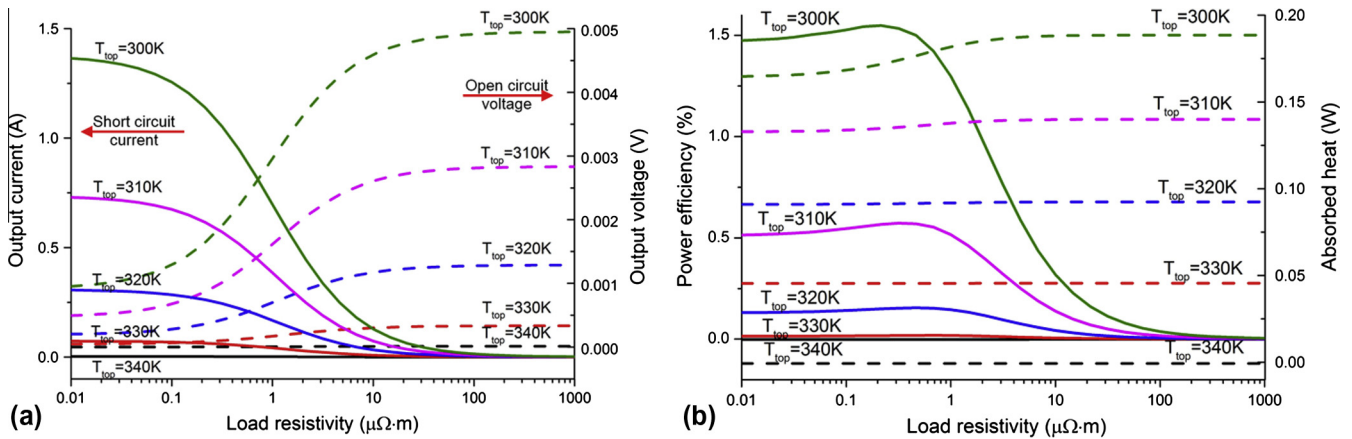 T_top=300K
T_top=300K
Short circuit
current
Open circuit
voltage
T_top=310K
T_top=310K
T_top=320K
T_top=320K
T_top=330K
T_top=330K
T_top=340K
T_top=340K
1.5
1.0
0.5
0.0
Output current (A)
0.005
0.004
0.003
0.002
0.001
0.000
Output voltage (V)
0.01 0.1 1 10 100 1000
(a) Load resistivity (μΩ·m)
T_top=300K
T_top=300K
T_top=310K
T_top=310K
T_top=320K
T_top=320K
T_top=330K
T_top=330K
T_top=340K
T_top=340K
1.5
1.0
0.5
0.0
Power efficiency (%)
0.20
0.15
0.10
0.05
0.00
Absorbed heat (W)
0.01 0.1 1 10 100 1000
(b) Load resistivity (μΩ·m)